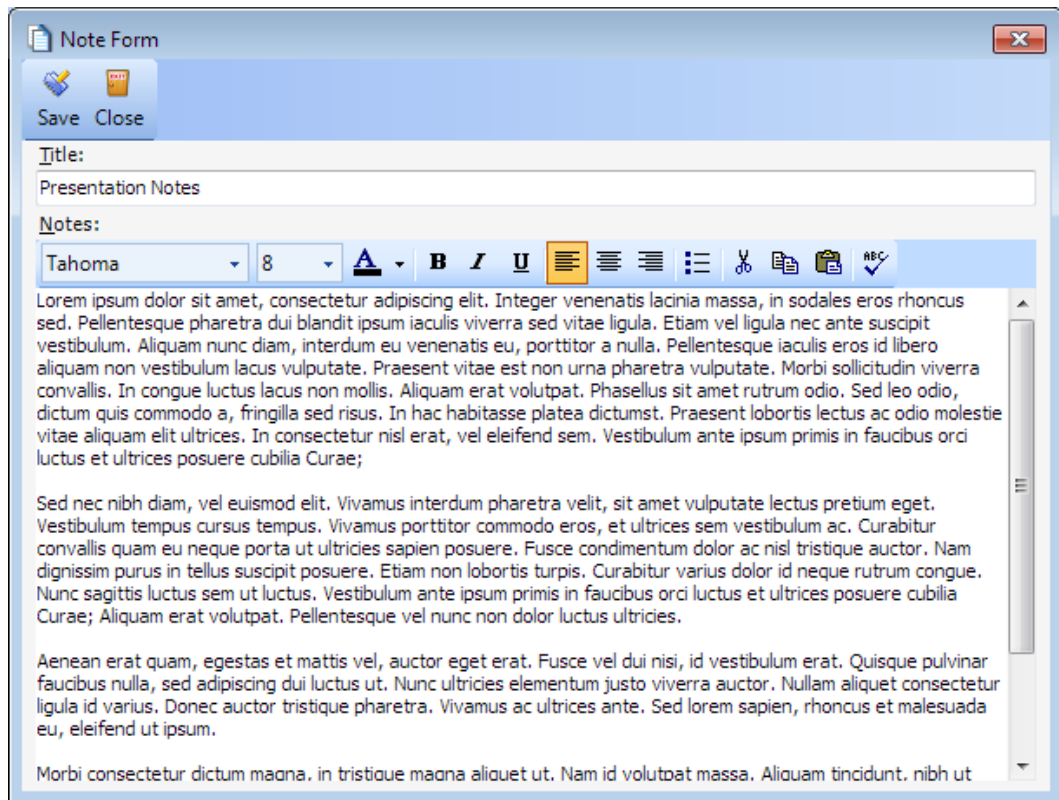 Note Form
Save Close
Title:
Presentation Notes
Notes:
Tahoma 8 A B I U ABC
Lorem ipsum dolor sit amet, consectetur adipiscing elit. Integer venenatis lacinia massa, in sodales eros rhoncus
sed. Pellentesque pharetra dui blandit ipsum iaculis viverra sed vitae ligula. Etiam vel ligula nec ante suscipit
vestibulum. Aliquam nunc diam, interdum eu venenatis eu, porttitor a nulla. Pellentesque iaculis eros id libero
aliquam non vestibulum lacus vulputate. Praesent vitae est non urna pharetra vulputate. Morbi sollicitudin viverra
convallis. In congue luctus lacus non mollis. Aliquam erat volutpat. Phasellus sit amet rutrum odio. Sed leo odio,
dictum quis commodo a, fringilla sed risus. In hac habitasse platea dictumst. Praesent lobortis lectus ac odio molestie
vitae aliquam elit ultrices. In consectetur nisl erat, vel eleifend sem. Vestibulum ante ipsum primis in faucibus orci
luctus et ultrices posuere cubilia Curae;
Sed nec nibh diam, vel euismod elit. Vivamus interdum pharetra velit, sit amet vulputate lectus pretium eget.
Vestibulum tempus cursus tempus. Vivamus porttitor commodo eros, et ultrices sem vestibulum ac. Curabitur
convallis quam eu neque porta ut ultricies sapien posuere. Fusce condimentum dolor ac nisl tristique auctor. Nam
dignissim purus in tellus suscipit posuere. Etiam non lobortis turpis. Curabitur varius dolor id neque rutrum congue.
Nunc sagittis luctus sem ut luctus. Vestibulum ante ipsum primis in faucibus orci luctus et ultrices posuere cubilia
Curae; Aliquam erat volutpat. Pellentesque vel nunc non dolor luctus ultricies.
Aenean erat quam, egestas et mattis vel, auctor eget erat. Fusce vel dui nisi, id vestibulum erat. Quisque pulvinar
faucibus nulla, sed adipiscing dui luctus ut. Nunc ultricies elementum justo viverra auctor. Nullam aliquet consectetur
ligula id varius. Donec auctor tristique pharetra. Vivamus ac ultrices ante. Sed lorem sapien, rhoncus et malesuada
eu, eleifend ut ipsum.
Morbi consectetur dictum magna, in tristique magna aliquet ut. Nam id volutpat massa. Aliquam tincidunt, nibh ut